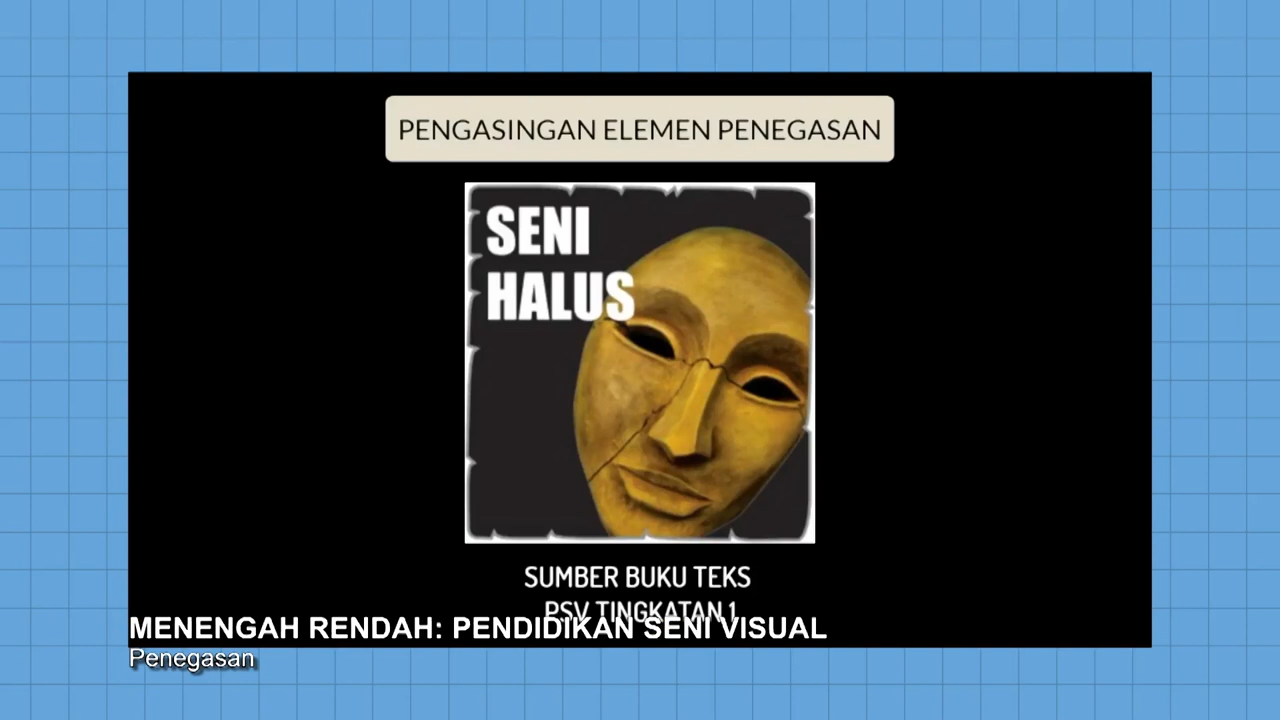 PENGASINGAN ELEMEN PENEGASAN
SENI
HALUS
SUMBER BUKU TEKS
PSV TINGKATAN 1
MENENGAH RENDAH: PENDIDIKAN SENI VISUAL
Penegasan